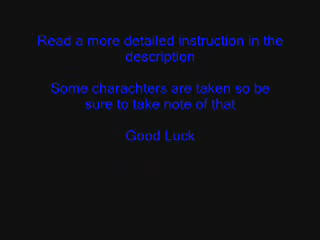 Read a more detailed instruction in the
description
Some charachters are taken so be
sure to take note of that
Good Luck